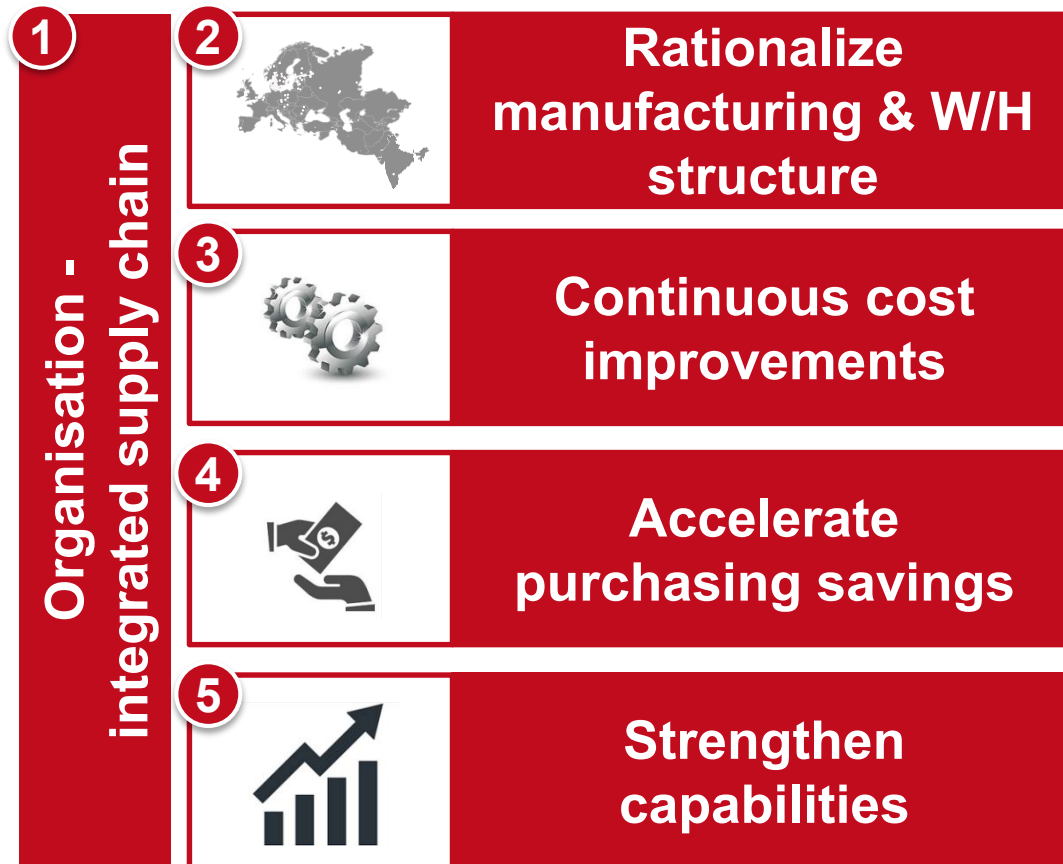 1
Organisation -
integrated supply chain
2
Rationalize
manufacturing & W/H
structure
3
Continuous cost
improvements
4
$
Accelerate
purchasing savings
5
Strengthen
capabilities